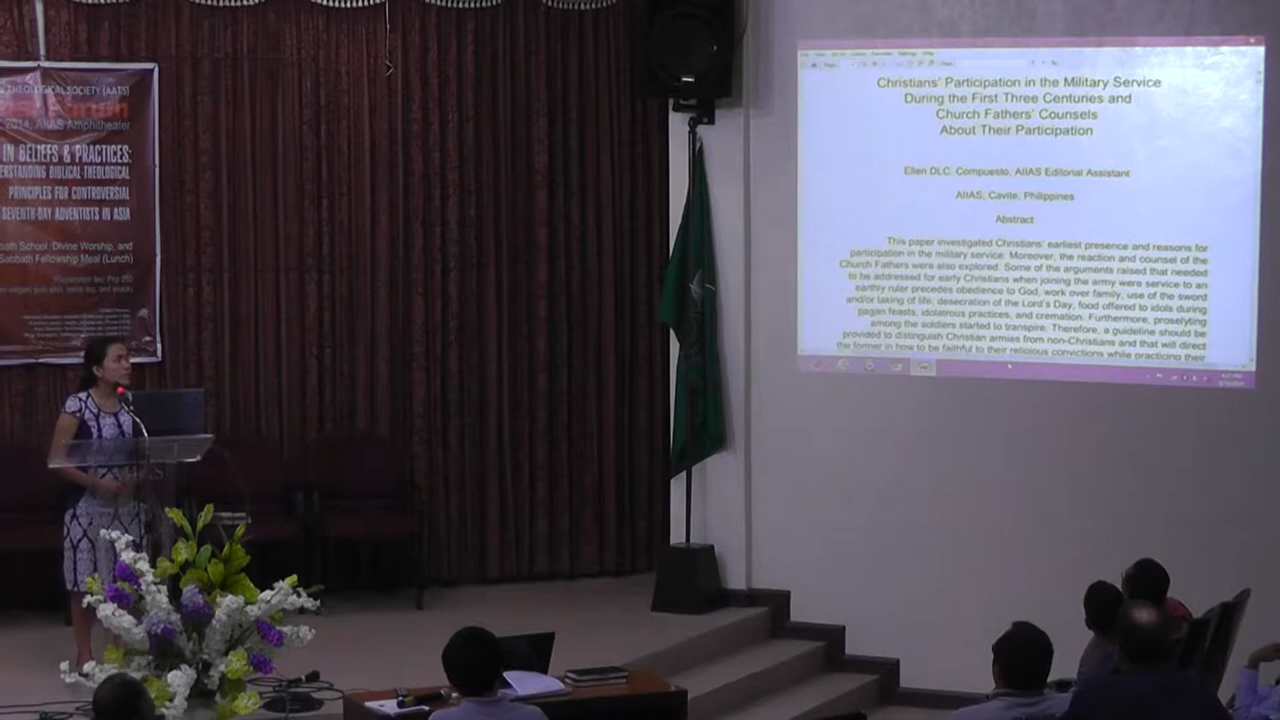 THEOLOGICAL SOCIETY (AATS)
Forum
2014, AIIAS Amphitheater
IN BELIEFS & PRACTICES:
ERSTANDING BIBLICAL-THEOLOGICAL
PRINCIPLES FOR CONTROVERSIAL
SEVENTH-DAY ADVENTISTS IN ASIA
bath School, Divine Worship, and
Sabbath Fellowship Meal (Lunch)
Christians' Participation in the Military Service
During the First Three Centuries and
Church Fathers' Counsels
About Their Participation
Ellen DLC. Compuesto, AIIAS Editorial Assistant
AIIAS, Cavite, Philippines
Abstract
This paper investigated Christians' earliest presence and reasons for
participation in the military service. Moreover, the reaction and counsel of the
Church Fathers were also explored. Some of the arguments raised that needed
to be addressed for early Christians when joining the army were service to an
earthly ruler precedes obedience to God, work over family, use of the sword
and/or taking of life, desecration of the Lord's Day, food offered to idols during
pagan feasts, idolatrous practices, and cremation. Furthermore, proselyting
among the soldiers started to transpire. Therefore, a guideline should be
provided to distinguish Christian armies from non-Christians and that will direct
the former in how to be faithful to their religious convictions while practicing their